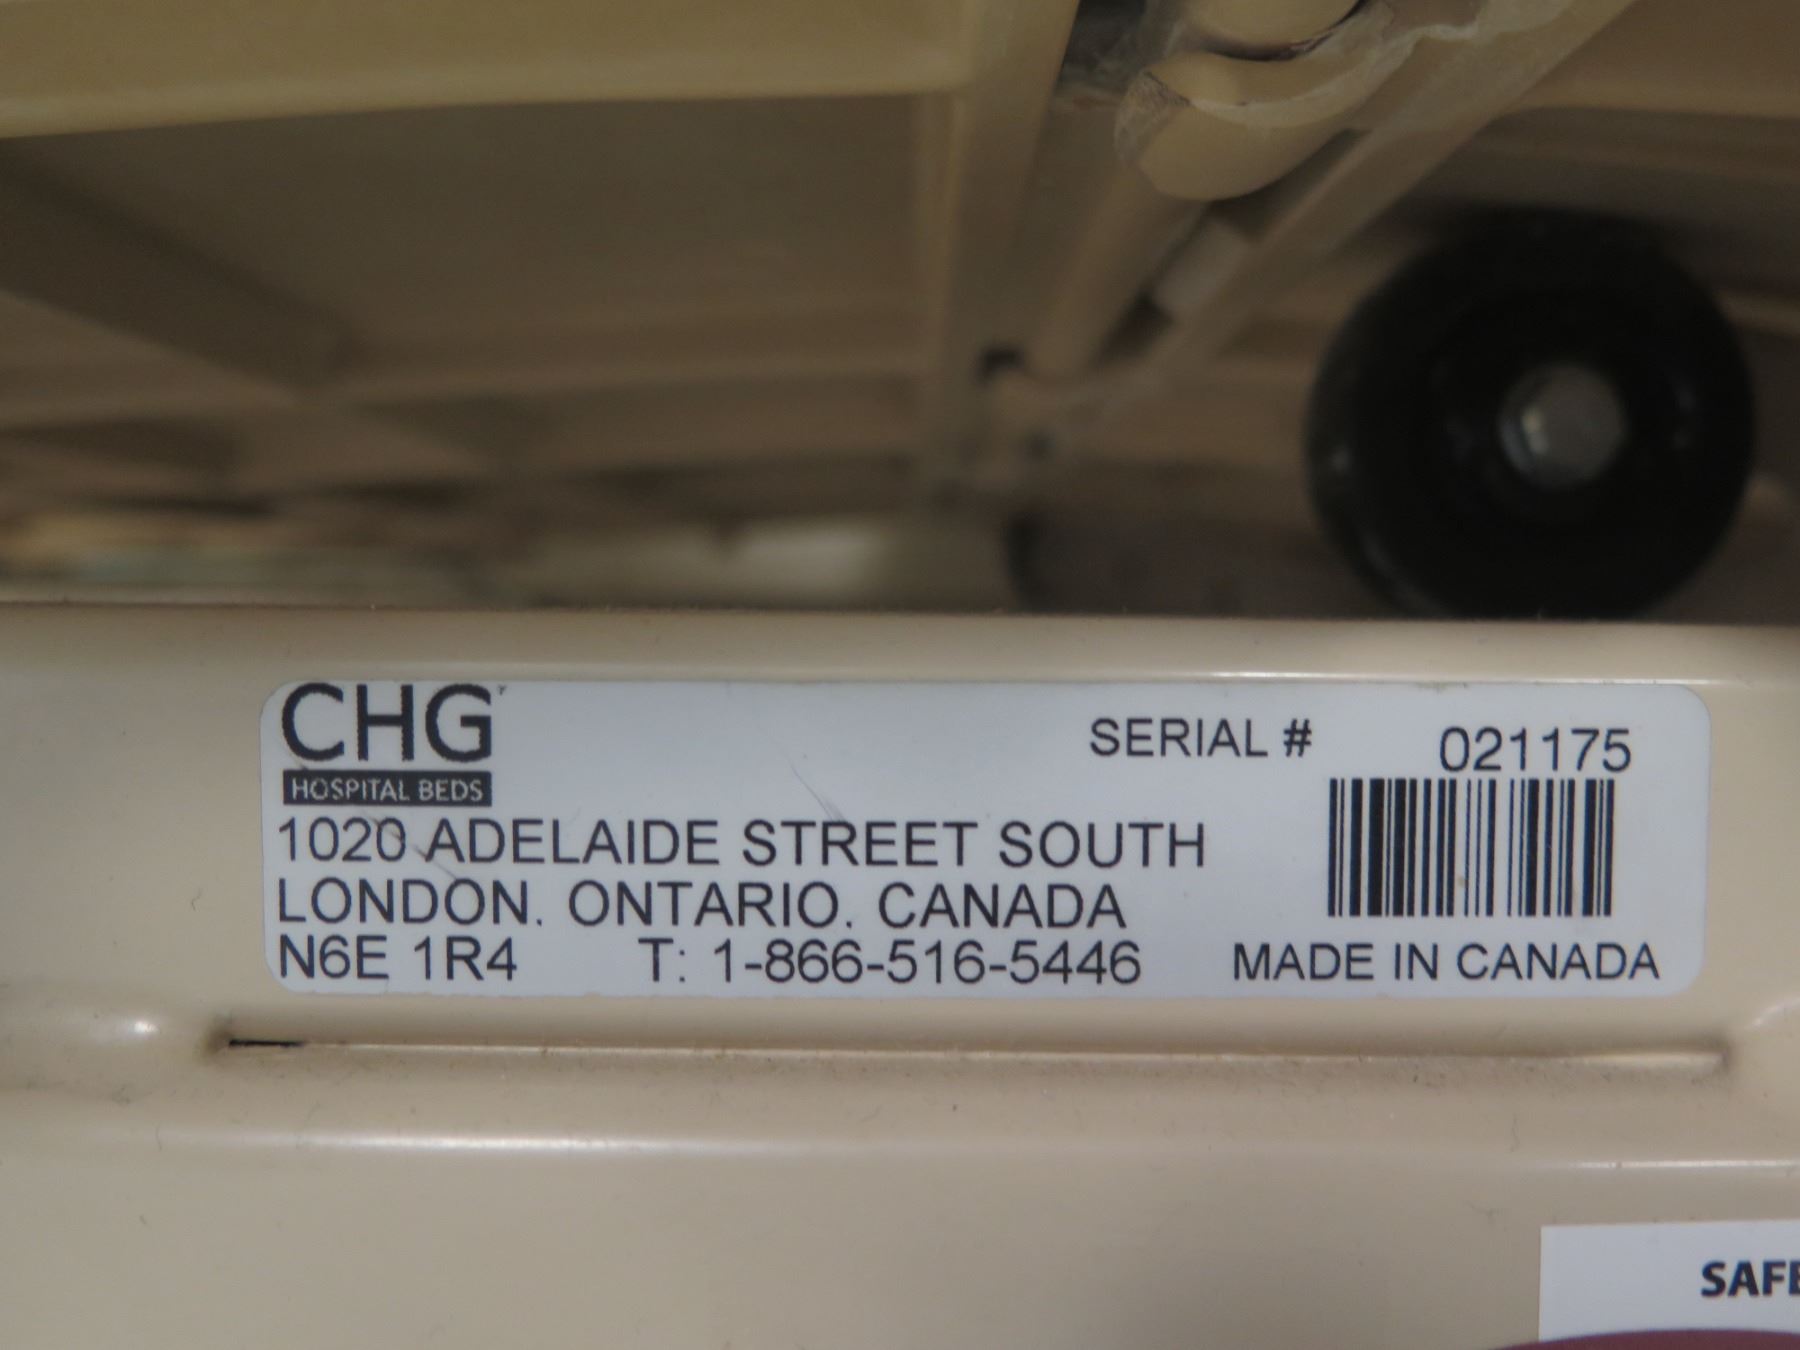 CHG
HOSPITAL BEDS
1020 ADELAIDE STREET SOUTH
LONDON. ONTARIO. CANADA
N6E 1R4 T: 1-866-516-5446
SERIAL # 021175
MADE IN CANADA
SAFE